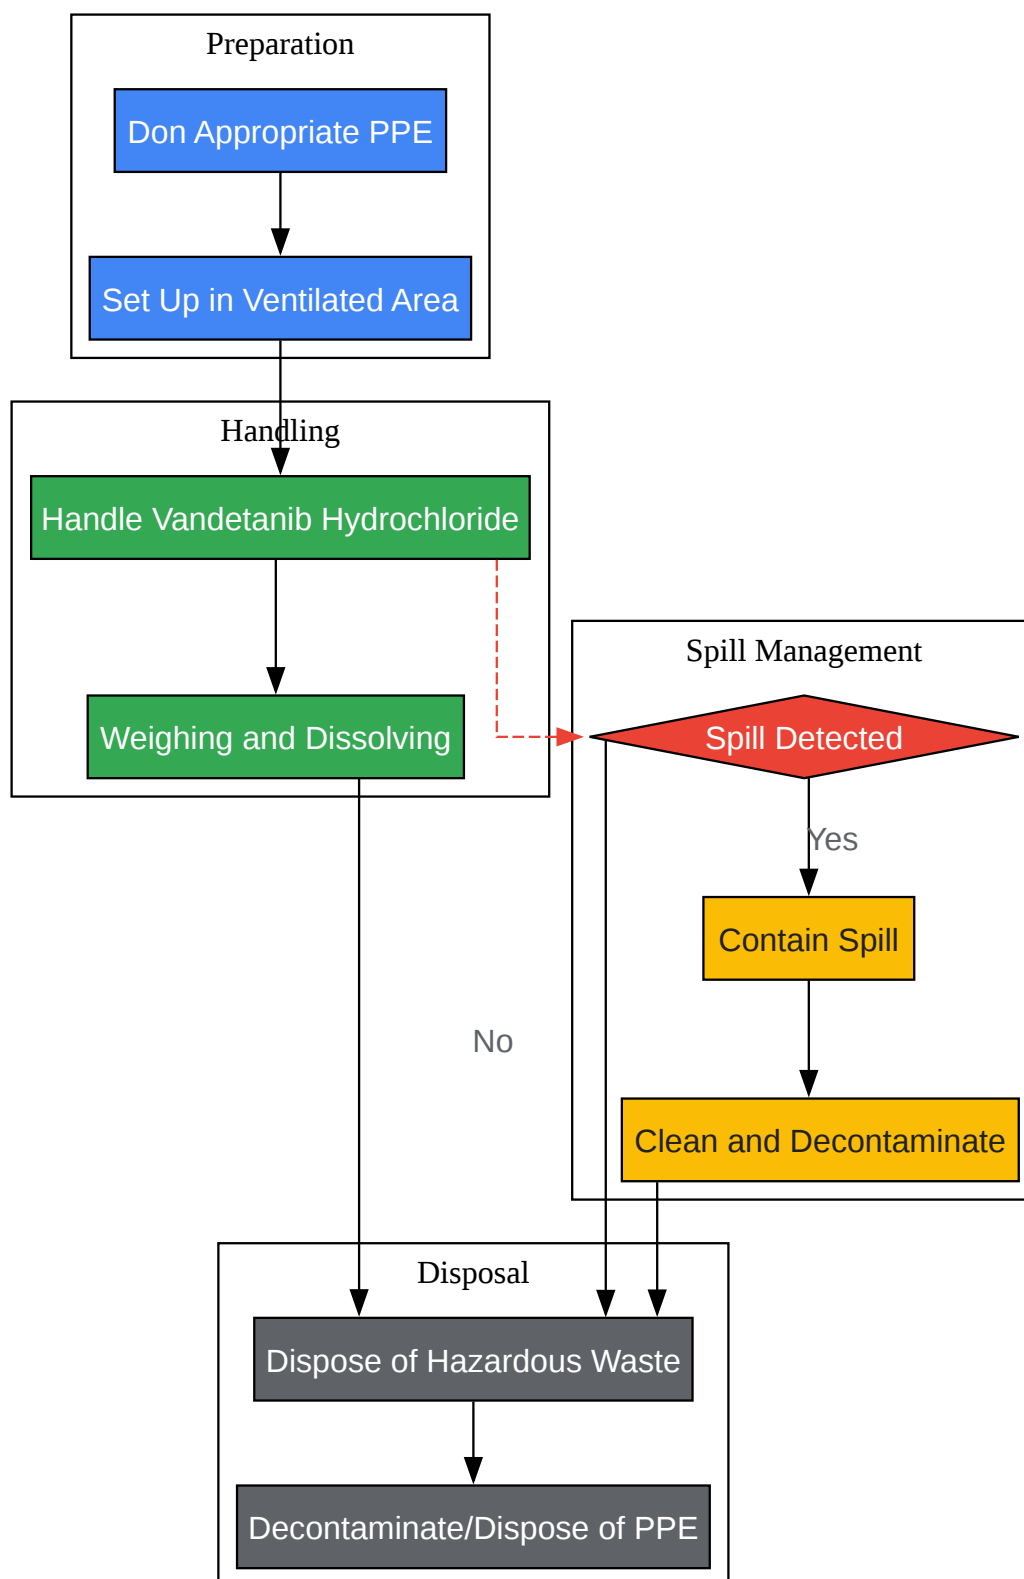 Preparation
Don Appropriate PPE
Set Up in Ventilated Area
Handling
Handle Vandetanib Hydrochloride
Weighing and Dissolving
Spill Management
Spill Detected
Yes
Contain Spill
No
Clean and Decontaminate
Disposal
Dispose of Hazardous Waste
Decontaminate/Dispose of PPE